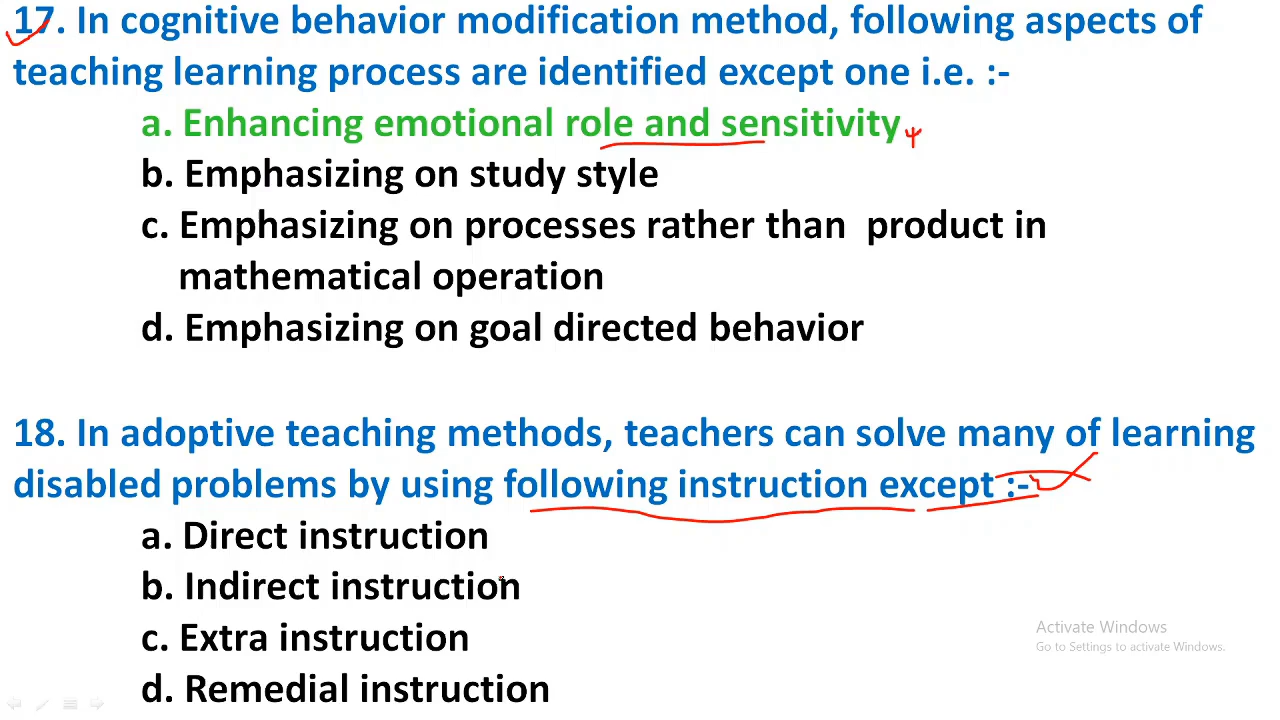 17. In cognitive behavior modification method, following aspects of
teaching learning process are identified except one i.e. :-
a. Enhancing emotional role and sensitivity
b. Emphasizing on study style
c. Emphasizing on processes rather than product in
mathematical operation
d. Emphasizing on goal directed behavior
18. In adoptive teaching methods, teachers can solve many of learning
disabled problems by using following instruction except :-
a. Direct instruction
b. Indirect instruction
c. Extra instruction
d. Remedial instruction
Activate Windows
Go to Settings to activate Windows.